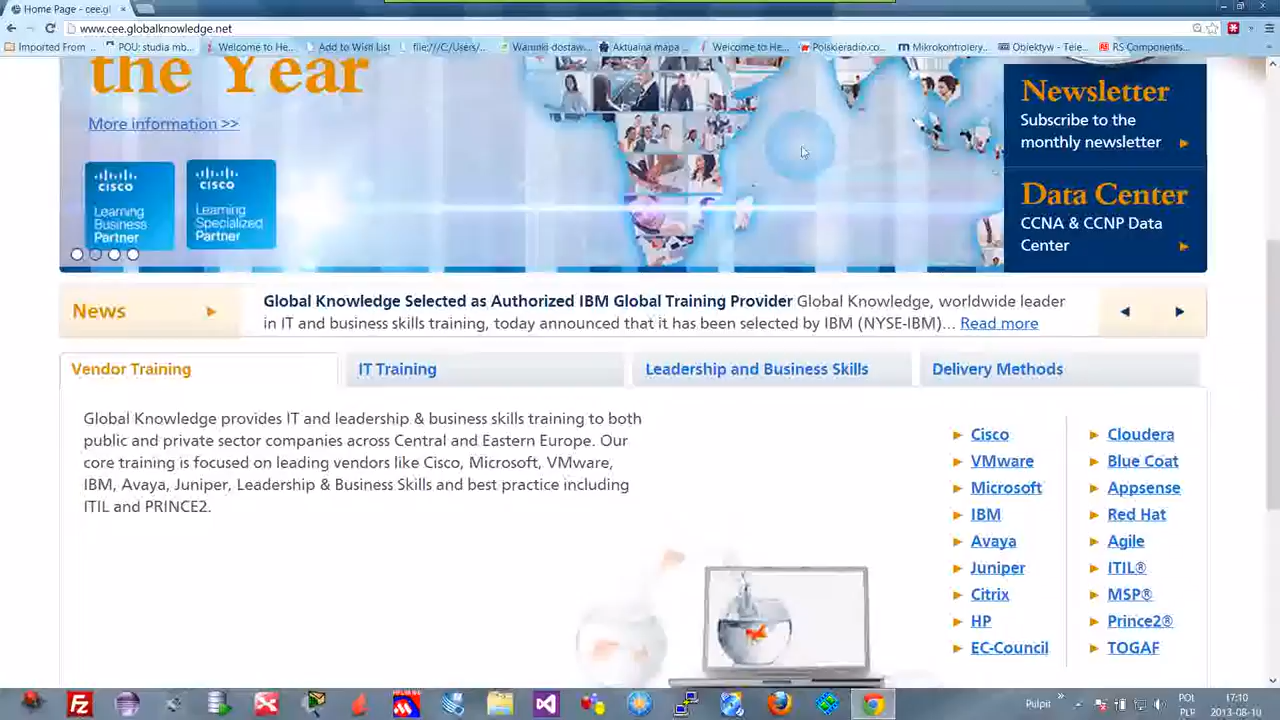 Home Page - cee.gl
www.cee.globalknowledge.net
Imported From
POU: studia mb...
Welcome to He...
Add to Wish List
file:///C:/Users/...
Warunki dostaw...
Aktualna mapa ...
Welcome to He...
Polskieradio.co...
Mikrokontrolery...
Obiektyw - Tele...
RS Components...
the Year
More information >>
cisco
Learning
Business
Partner
cisco
Learning
Specialized
Partner
Newsletter
Subscribe to the
monthly newsletter
Data Center
CCNA & CCNP Data
Center
News
Global Knowledge Selected as Authorized IBM Global Training Provider Global Knowledge, worldwide leader
in IT and business skills training, today announced that it has been selected by IBM (NYSE-IBM)... Read more
Vendor Training
IT Training
Leadership and Business Skills
Delivery Methods
Global Knowledge provides IT and leadership & business skills training to both
public and private sector companies across Central and Eastern Europe. Our
core training is focused on leading vendors like Cisco, Microsoft, VMware,
IBM, Avaya, Juniper, Leadership & Business Skills and best practice including
ITIL and PRINCE2.
Cisco
VMware
Microsoft
IBM
Avaya
Juniper
Citrix
HP
EC-Council
Cloudera
Blue Coat
Appsense
Red Hat
Agile
ITIL®
MSP®
Prince2®
TOGAF
Pulpit
POL
PLP
17:10
2013-08-10